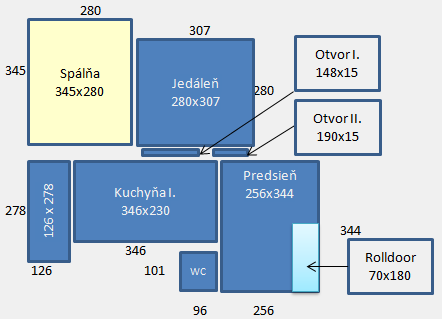 280
307
345
Spálňa
345x280
Jedáleň
280x307
280
Otvor I.
148x15
Otvor II.
190x15
278
126 x 278
Kuchyňa I.
346x230
Predsieň
256x344
126
346
101
wc
96
256
344
Rolldoor
70x180